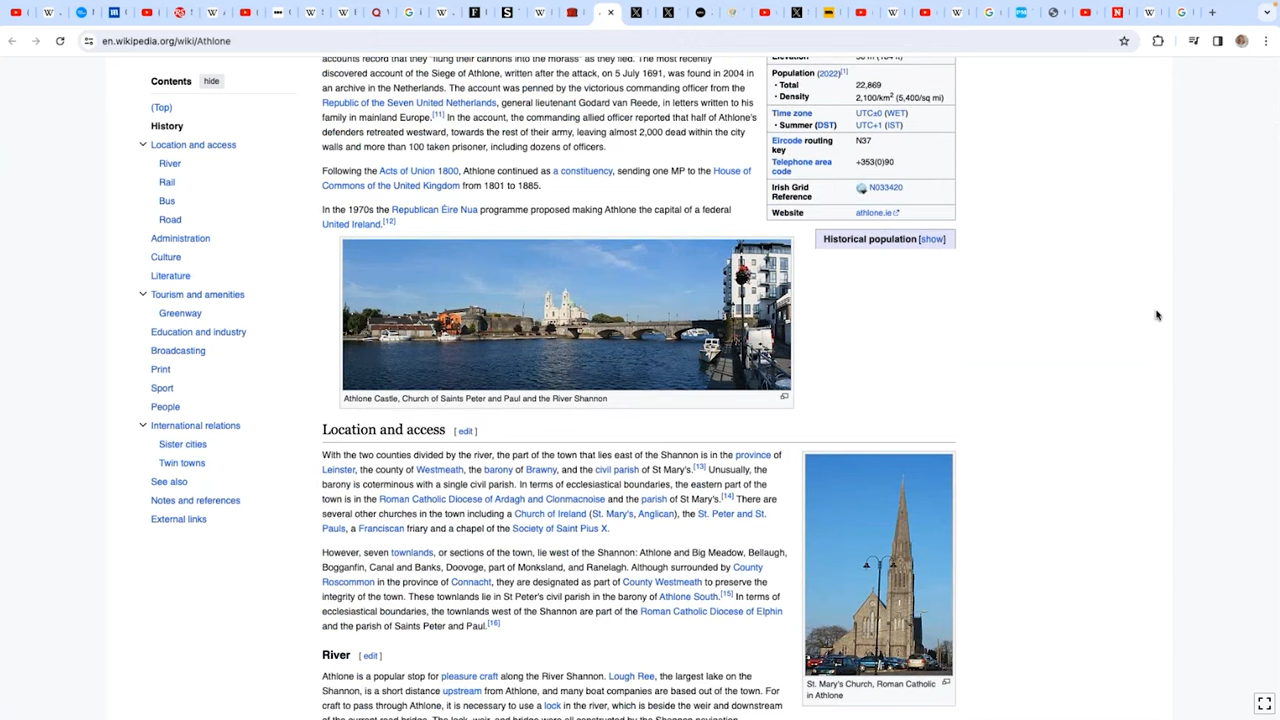 en.wikipedia.org/wiki/Athlone
Contents hide
(Top)
History
Location and access
River
Rail
Bus
Road
Administration
Culture
Literature
Tourism and amenities
Greenway
Education and industry
Broadcasting
Print
Sport
People
International relations
Sister cities
Twin towns
See also
Notes and references
External links
accounts record that they "flung their cannons into the morass" as they fled. The most recently
discovered account of the Siege of Athlone, written after the attack, on 5 July 1691, was found in 2004 in
an archive in the Netherlands. The account was penned by the victorious commanding officer from the
Republic of the Seven United Netherlands, general lieutenant Godard van Reede, in letters written to his
family in mainland Europe.[11] In the account, the commanding allied officer reported that half of Athlone's
defenders retreated westward, towards the rest of their army, leaving almost 2,000 dead within the city
walls and more than 100 taken prisoner, including dozens of officers.
Following the Acts of Union 1800, Athlone continued as a constituency, sending one MP to the House of
Commons of the United Kingdom from 1801 to 1885.
In the 1970s the Republican Éire Nua programme proposed making Athlone the capital of a federal
United Ireland.[12]
Athlone Castle, Church of Saints Peter and Paul and the River Shannon
Population (2022)[1]
• Total 22,869
• Density 2,100/km2 (5,400/sq mi)
Time zone UTC±0 (WET)
• Summer (DST) UTC+1 (IST)
Eircode routing key N37
Telephone area code +353(0)90
Irish Grid Reference N033420
Website athlone.ie
Historical population [show]
Location and access [ edit ]
With the two counties divided by the river, the part of the town that lies east of the Shannon is in the province of
Leinster, the county of Westmeath, the barony of Brawny, and the civil parish of St Mary's.[13] Unusually, the
barony is coterminous with a single civil parish. In terms of ecclesiastical boundaries, the eastern part of the
town is in the Roman Catholic Diocese of Ardagh and Clonmacnoise and the parish of St Mary's.[14] There are
several other churches in the town including a Church of Ireland (St. Mary's, Anglican), the St. Peter and St.
Pauls, a Franciscan friary and a chapel of the Society of Saint Pius X.
However, seven townlands, or sections of the town, lie west of the Shannon: Athlone and Big Meadow, Bellaugh,
Bogganfin, Canal and Banks, Doovoge, part of Monksland, and Ranelagh. Although surrounded by County
Roscommon in the province of Connacht, they are designated as part of County Westmeath to preserve the
integrity of the town. These townlands lie in St Peter's civil parish in the barony of Athlone South.[15] In terms of
ecclesiastical boundaries, the townlands west of the Shannon are part of the Roman Catholic Diocese of Elphin
and the parish of Saints Peter and Paul.[16]
St. Mary's Church, Roman Catholic
in Athlone
River [ edit ]
Athlone is a popular stop for pleasure craft along the River Shannon. Lough Ree, the largest lake on the
Shannon, is a short distance upstream from Athlone, and many boat companies are based out of the town. For
craft to pass through Athlone, it is necessary to use a lock in the river, which is beside the weir and downstream
of the current road bridge. The lock, weir, and bridge were all constructed by the Shannon navigation